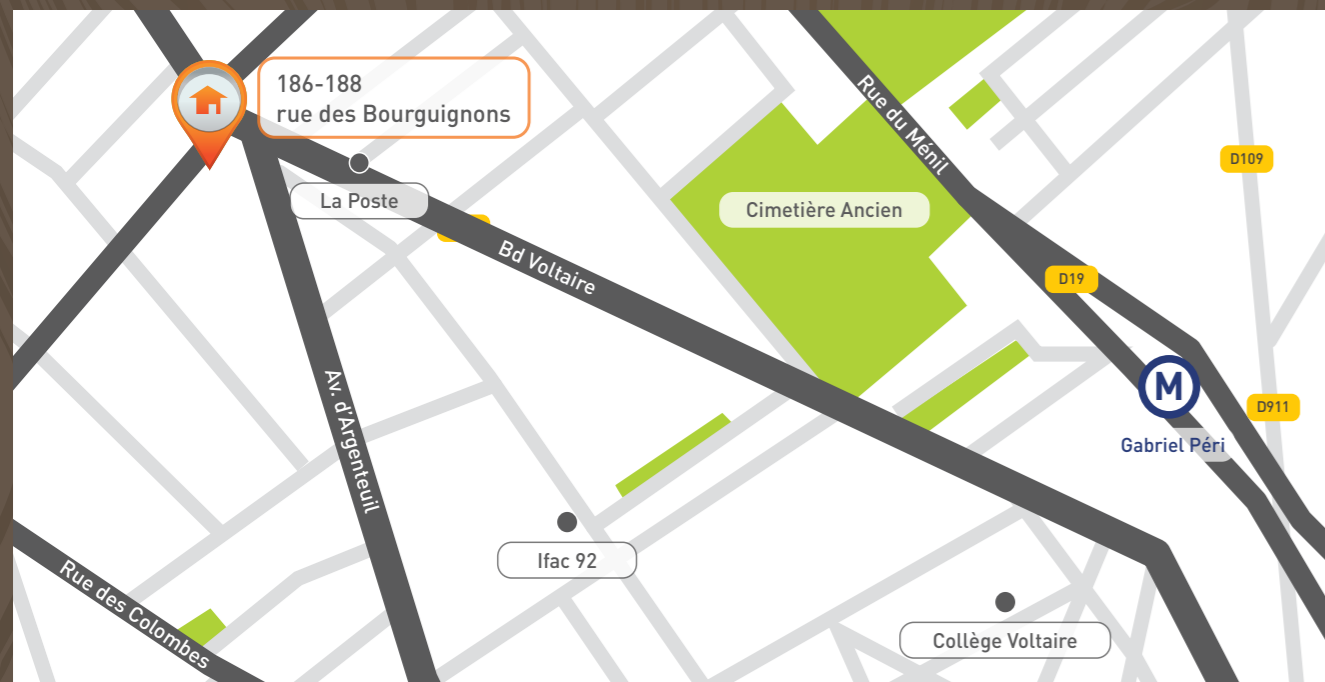 186-188
rue des Bourguignons
La Poste
Bd Voltaire
Cimetière Ancien
Rue du Ménil
D109
D19
M
Gabriel Péri
D911
Av. d'Argenteuil
Ifac 92
Rue des Colombes
Collège Voltaire